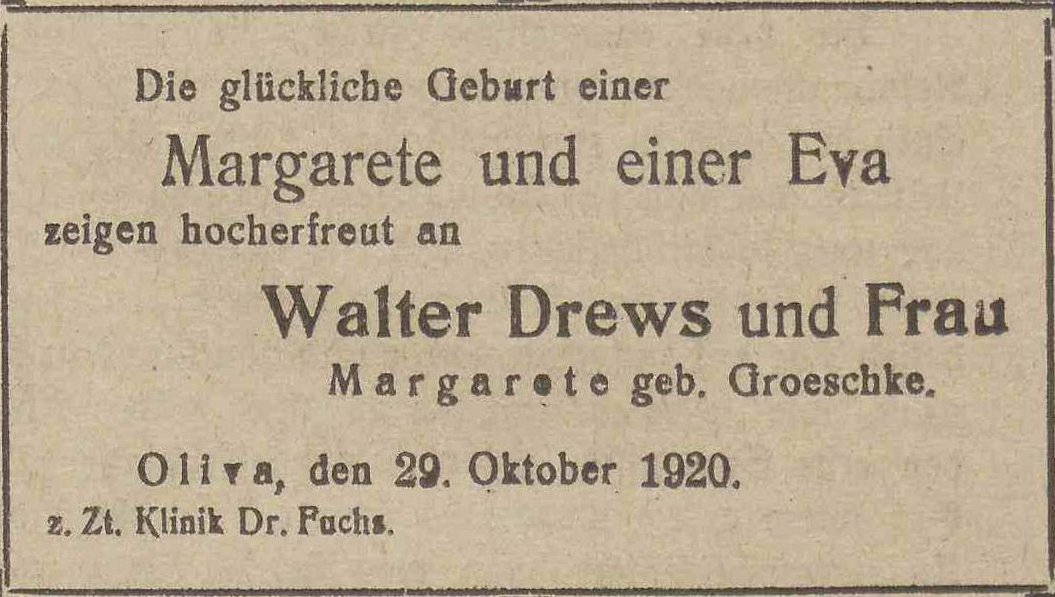 Die glückliche Geburt einer
Margarete und einer Eva
zeigen hocherfreut an
Walter Drews und Frau
Margarete geb. Groeschke.
Oliva, den 29. Oktober 1920.
z. Zt. Klinik Dr. Fuchs.